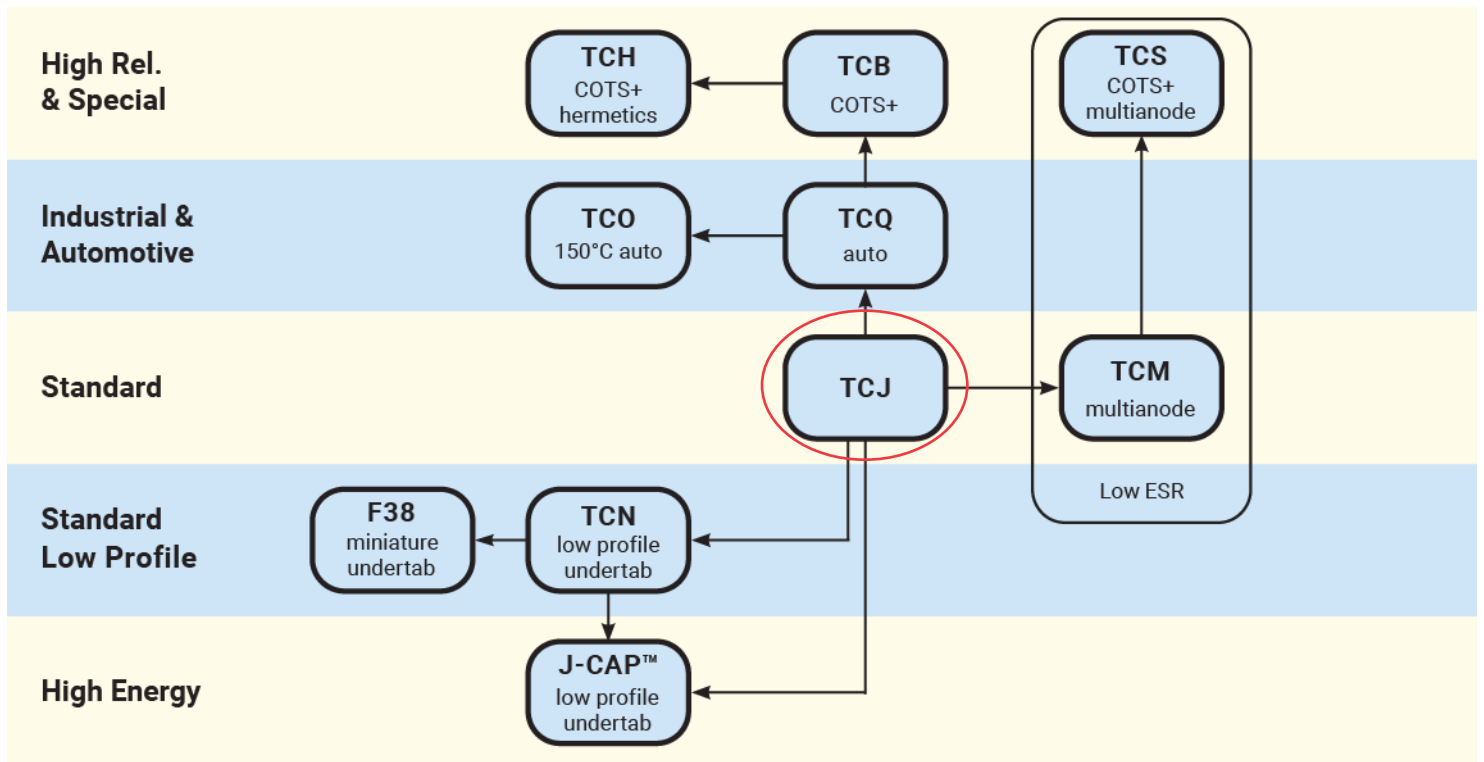 High Rel.
& Special
TCH
COTS+
hermetics
TCB
COTS+
TCS
COTS+
multianode
Industrial &
Automotive
TCO
150°C auto
TCQ
auto
Standard
TCJ
TCM
multianode
Low ESR
Standard
Low Profile
F38
miniature
undertab
TCN
low profile
undertab
High Energy
J-CAP™
low profile
undertab